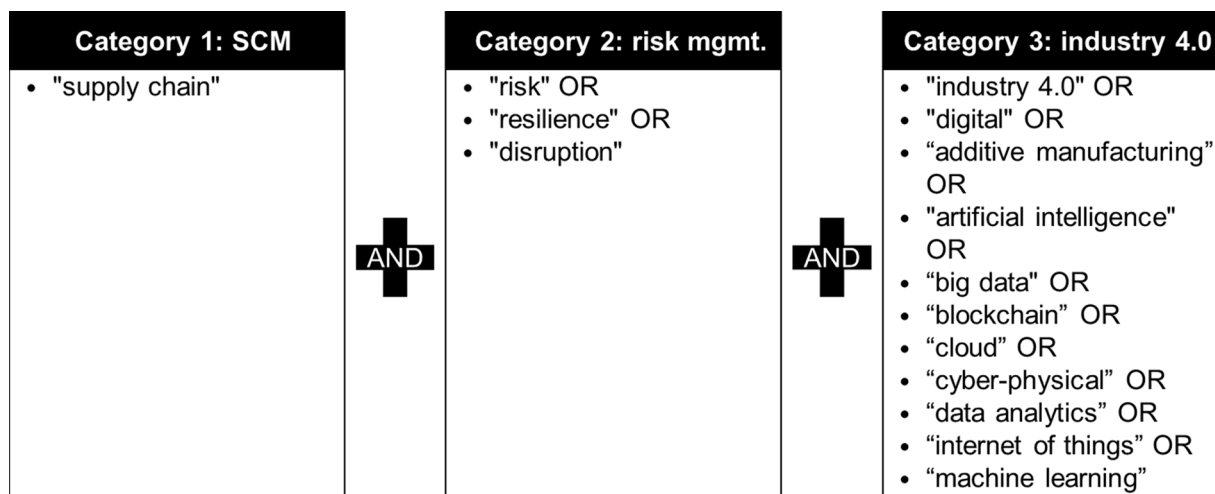 Category 1: SCM
• "supply chain"
AND
Category 2: risk mgmt.
• "risk" OR
• "resilience" OR
• "disruption"
AND
Category 3: industry 4.0
• "industry 4.0" OR
• "digital" OR
• “additive manufacturing”
OR
• "artificial intelligence"
OR
• “big data" OR
• “blockchain” OR
• “cloud” OR
• “cyber-physical” OR
• “data analytics” OR
• “internet of things” OR
• “machine learning”